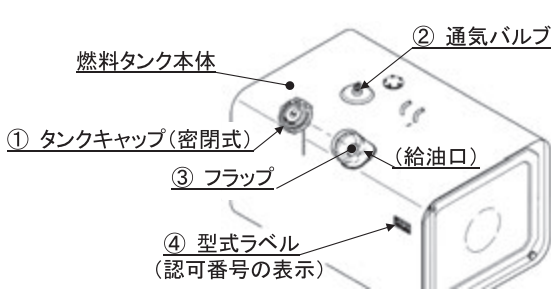 ② 通気バルブ
燃料タンク本体
① タンクキャップ(密閉式)
(給油口)
③ フラップ
④ 型式ラベル
(認可番号の表示)